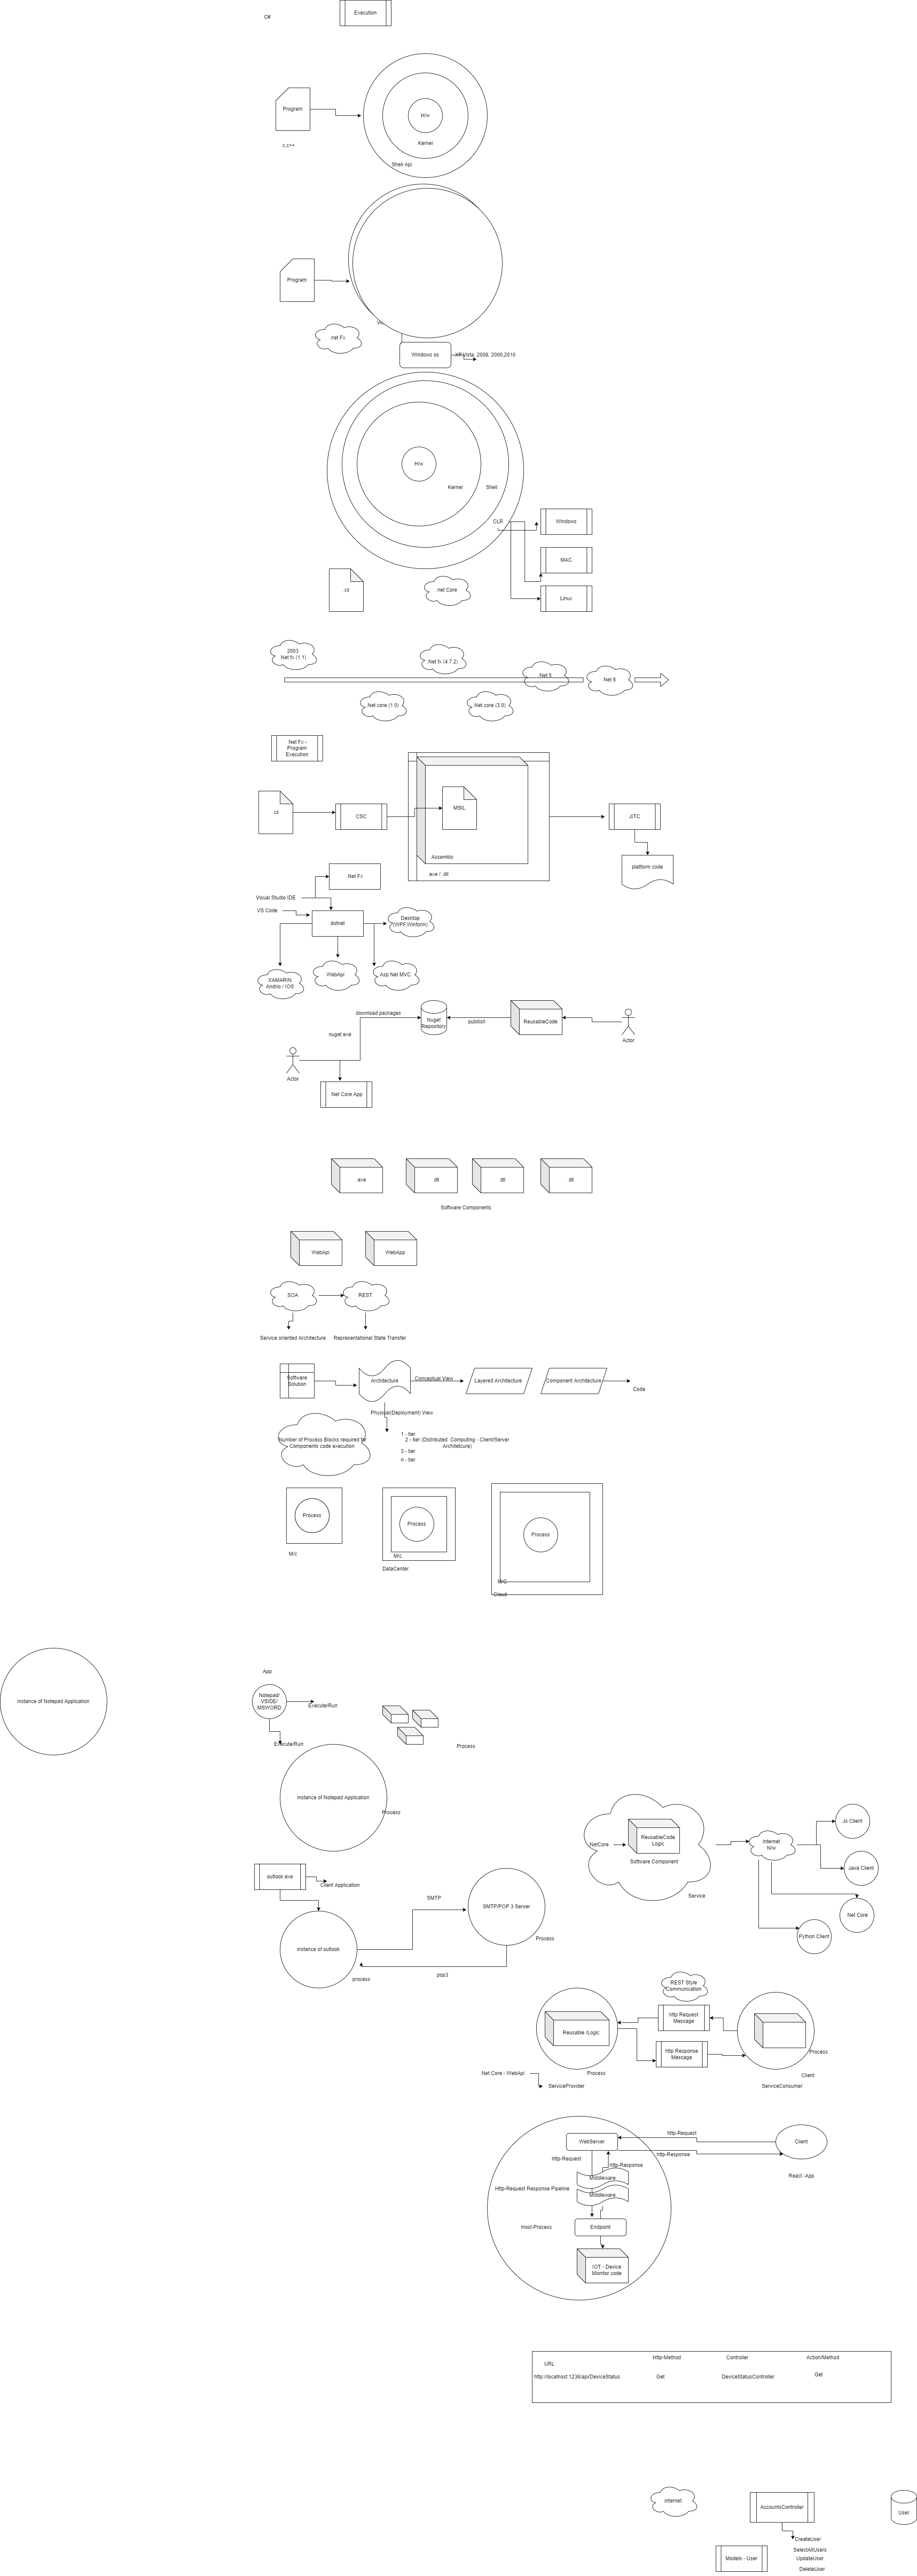 C#
Execution
Program
H/w
Kernel
c,c++
Shell Api
Program
.net Fx
Windows os
XP,Vista, 2008, 2000,2010
H/w
Kernel
Shell
CLR
Windows
MAC
.cs
.net Core
Linux
2003
.Net fx (1.1)
.Net fx (4.7.2)
.Net 5
.Net 6
.Net core (1.0)
.Net core (3.0)
.Net Fx -
Program
Execution
.cs
CSC
MSIL
JITC
Assembly
exe / .dll
platform code
.Net Fx
Visual Studio IDE
VS Code
dotnet
Desktop
*(WPF,Winform)
XAMARIN
Andrio / IOS
WebApi
Asp.Net MVC
download packages
Nuget
Repository
publish
ReusableCode
nuget.exe
Actor
Actor
.Net Core App
.exe
.dll
.dll
.dll
Software Components
WebApi
WebApp
SOA
REST
Service oriented Architecture
Representational State Transfer
Software
Solution
Architecture
Conceptual View
Layered Architecture
Component Architecture
Code
Physical(Deployment) View
Number of Process Blocks required for
Components code execution
1 - tier
2 - tier (Distributed Computing - Client/Server
Architetcure)
3 - tier
n - tier
Process
Process
Process
M/c
M/c
DataCenter
M/C
Cloud
App
instance of Notepad Application
Notepad/
VSIDE/
MSWORD
Execute/Run
Execute/Run
Process
instance of Notepad Application
Process
Js Client
ReusableCode
Logic
.NetCore
Internet
N/w
Software Component
Java Client
outlook.exe
Client Application
Service
SMTP
SMTP/POP 3 Server
.Net Core
Process
Python Client
instance of outlook
process
pop3
REST Style
Communication
http Request
Message
Reusable /Logic
http Response
Message
Process
.Net Core - WebApi
Process
Client
ServiceProvider
ServiceConsumer
http-Request
WebServer
Client
http-Response
http-Request
http-Response
React -App
Middleware
Http-Request Response Pipeline
Middleware
Host-Process
Endpoint
IOT - Device
Monitor code
URL
Http-Method
Controller
Action/Method
http://localhost:1236/api/DeviceStatus
Get
DeviceStatusController
Get
internet
AccountsController
User
CreateUser
SelectAllUsers
Models - User
UpdateUser
DeleteUser